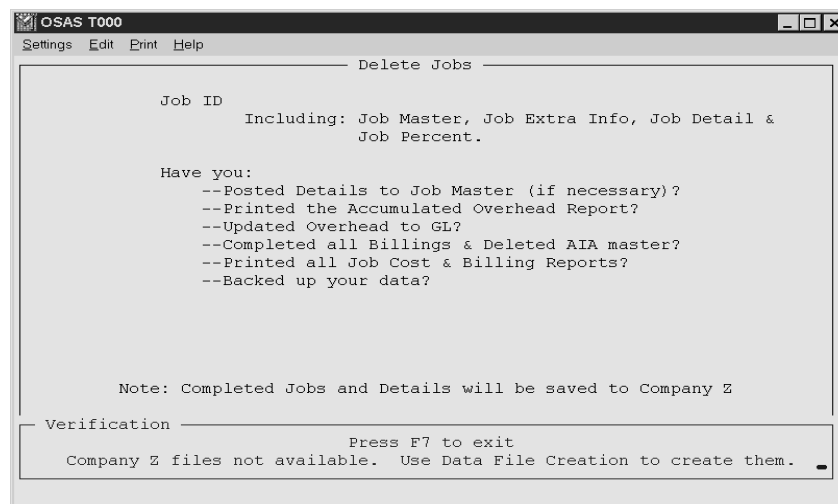 OSAS T000
Settings Edit Print Help
Delete Jobs
Job ID
Including: Job Master, Job Extra Info, Job Detail &
Job Percent.
Have you:
--Posted Details to Job Master (if necessary)?
--Printed the Accumulated Overhead Report?
--Updated Overhead to GL?
--Completed all Billings & Deleted AIA master?
--Printed all Job Cost & Billing Reports?
--Backed up your data?
Note: Completed Jobs and Details will be saved to Company Z
Verification
Press F7 to exit
Company Z files not available. Use Data File Creation to create them.